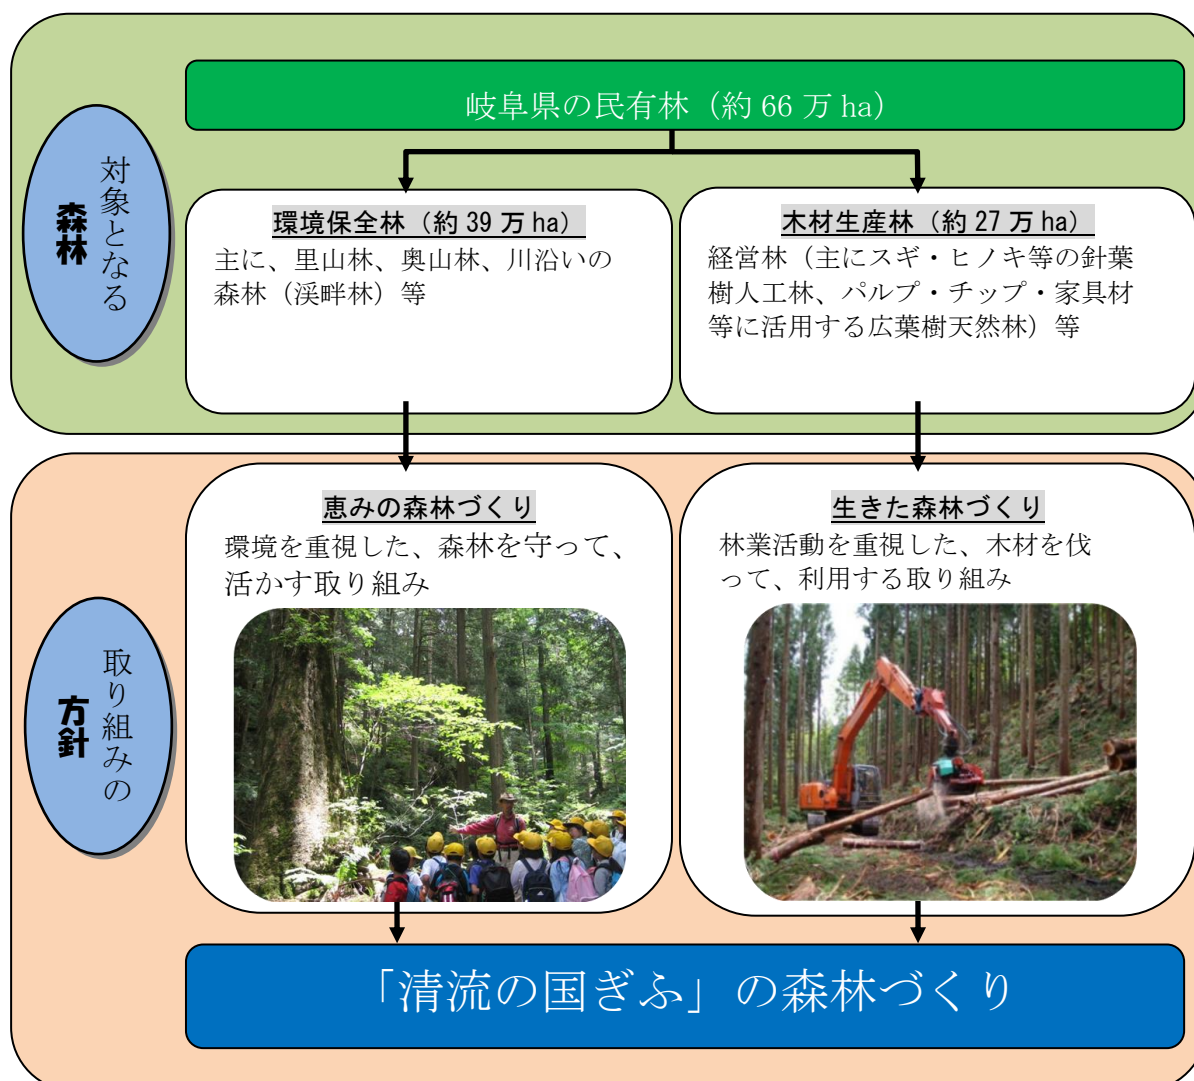 岐阜県の民有林（約 66 万 ha）
対象となる
森林
環境保全林（約 39 万 ha）
主に、里山林、奥山林、川沿いの
森林（渓畔林）等
木材生産林（約 27 万 ha）
経営林（主にスギ・ヒノキ等の針葉
樹人工林、パルプ・チップ・家具材
等に活用する広葉樹天然林）等
取り組みの
方針
恵みの森林づくり
環境を重視した、森林を守って、
活かす取り組み
生きた森林づくり
林業活動を重視した、木材を伐
って、利用する取り組み
「清流の国ぎふ」の森林づくり